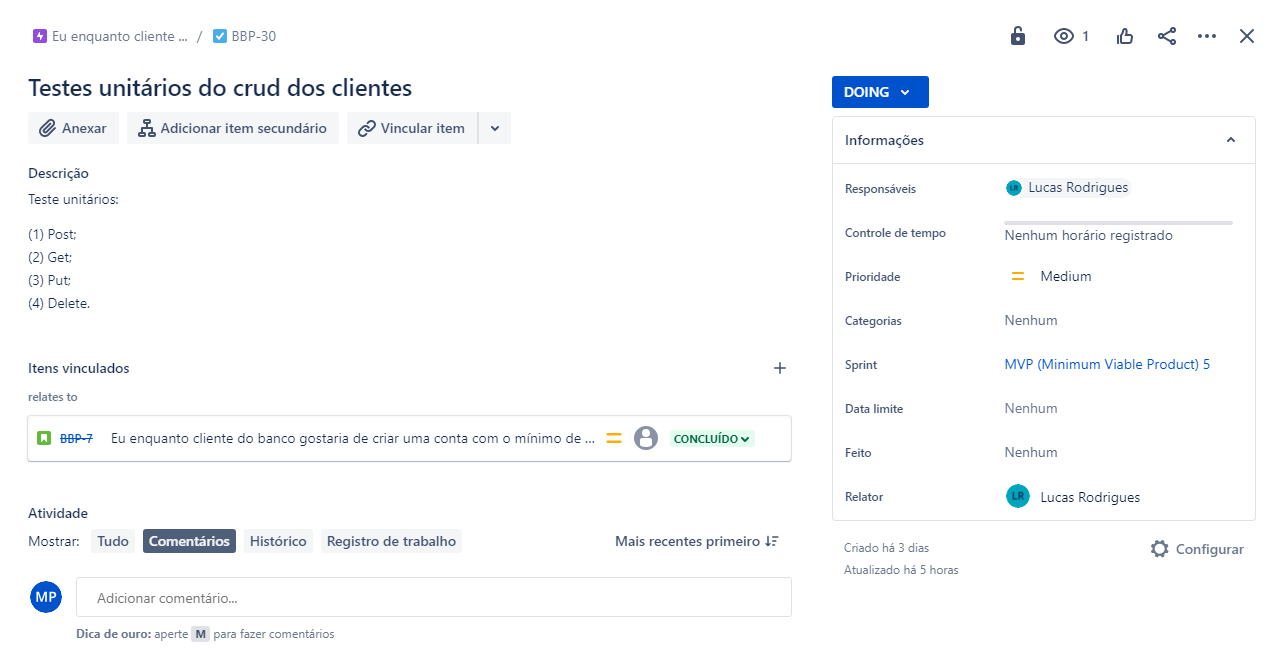 Eu enquanto cliente ... / BBP-30
1
Testes unitários do crud dos clientes
Anexar Adicionar item secundário Vincular item
Descrição
Teste unitários:
(1) Post;
(2) Get;
(3) Put;
(4) Delete.
Itens vinculados
relates to
BBP-7 Eu enquanto cliente do banco gostaria de criar uma conta com o mínimo de ... CONCLUÍDO
Atividade
Mostrar: Tudo Comentários Histórico Registro de trabalho Mais recentes primeiro
MP Adicionar comentário...
Dica de ouro: aperte M para fazer comentários
DOING
Informações
Responsáveis LR Lucas Rodrigues
Controle de tempo Nenhum horário registrado
Prioridade Medium
Categorias Nenhum
Sprint MVP (Minimum Viable Product) 5
Data limite Nenhum
Feito Nenhum
Relator LR Lucas Rodrigues
Criado há 3 dias
Atualizado há 5 horas
Configurar